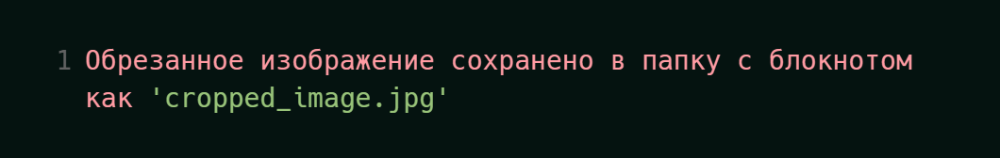 1 Обрезанное изображение сохранено в папку с блокнотом
как 'cropped_image.jpg'